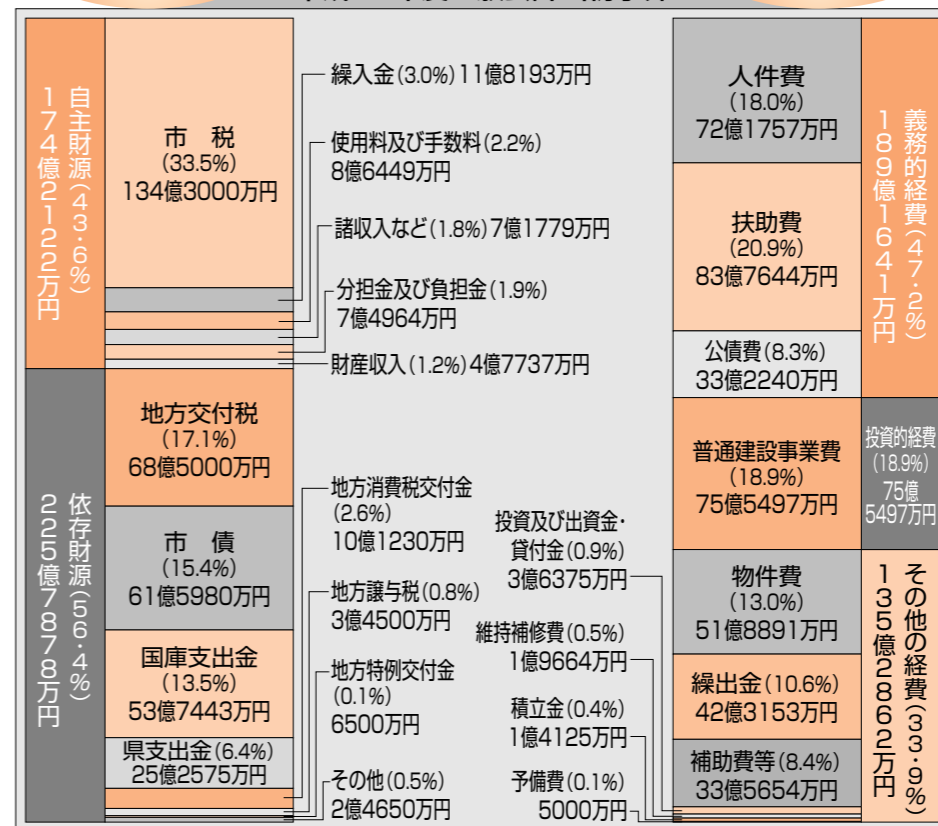 自主財源(43・6%)
174億2122万円
市 税
(33.5%)
134億3000万円
繰入金(3.0%)11億8193万円
使用料及び手数料(2.2%)
8億6449万円
諸収入など(1.8%)7億1779万円
分担金及び負担金(1.9%)
7億4964万円
財産収入(1.2%)4億7737万円
依存財源(56・4%)
225億7878万円
地方交付税
(17.1%)
68億5000万円
市 債
(15.4%)
61億5980万円
国庫支出金
(13.5%)
53億7443万円
県支出金(6.4%)
25億2575万円
地方消費税交付金
(2.6%)
10億1230万円
地方譲与税(0.8%)
3億4500万円
地方特例交付金
(0.1%)
6500万円
その他(0.5%)
2億4650万円
人件費
(18.0%)
72億1757万円
扶助費
(20.9%)
83億7644万円
公債費(8.3%)
33億2240万円
義務的経費(47・2%)
189億1641万円
普通建設事業費
(18.9%)
75億5497万円
投資的経費
(18.9%)
75億
5497万円
物件費
(13.0%)
51億8891万円
繰出金(10.6%)
42億3153万円
補助費等(8.4%)
33億5654万円
投資及び出資金・
貸付金(0.9%)
3億6375万円
維持補修費(0.5%)
1億9664万円
積立金(0.4%)
1億4125万円
予備費(0.1%)
5000万円
その他の経費(33・9%)
135億2862万円